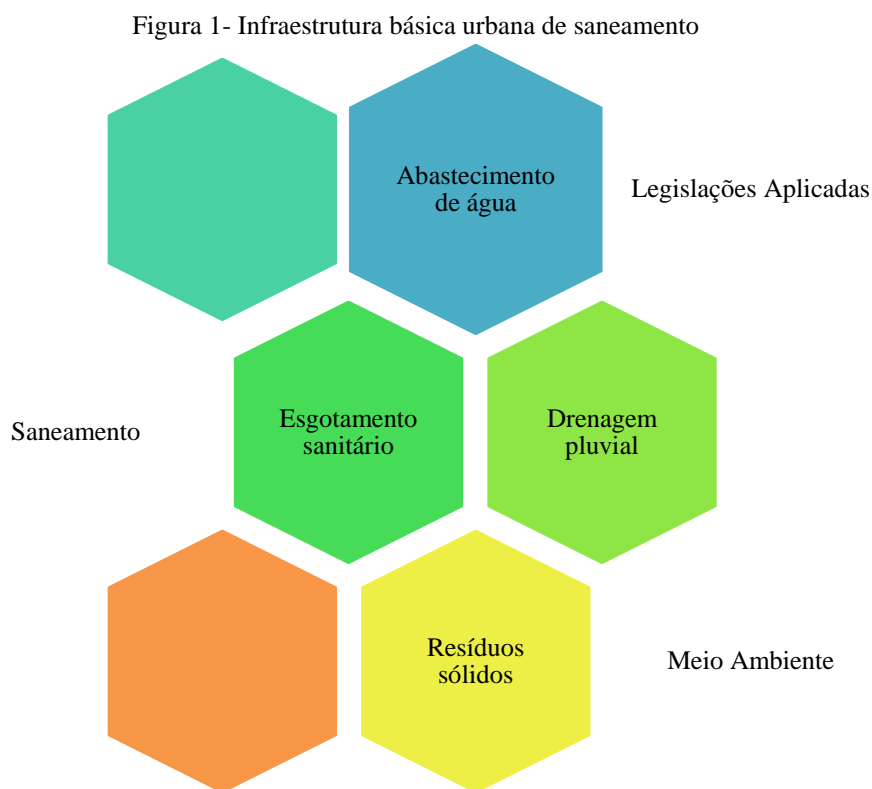 Figura 1- Infraestrutura básica urbana de saneamento
Abastecimento
de água
Legislações Aplicadas
Saneamento
Esgotamento
sanitário
Drenagem
pluvial
Resíduos
sólidos
Meio Ambiente